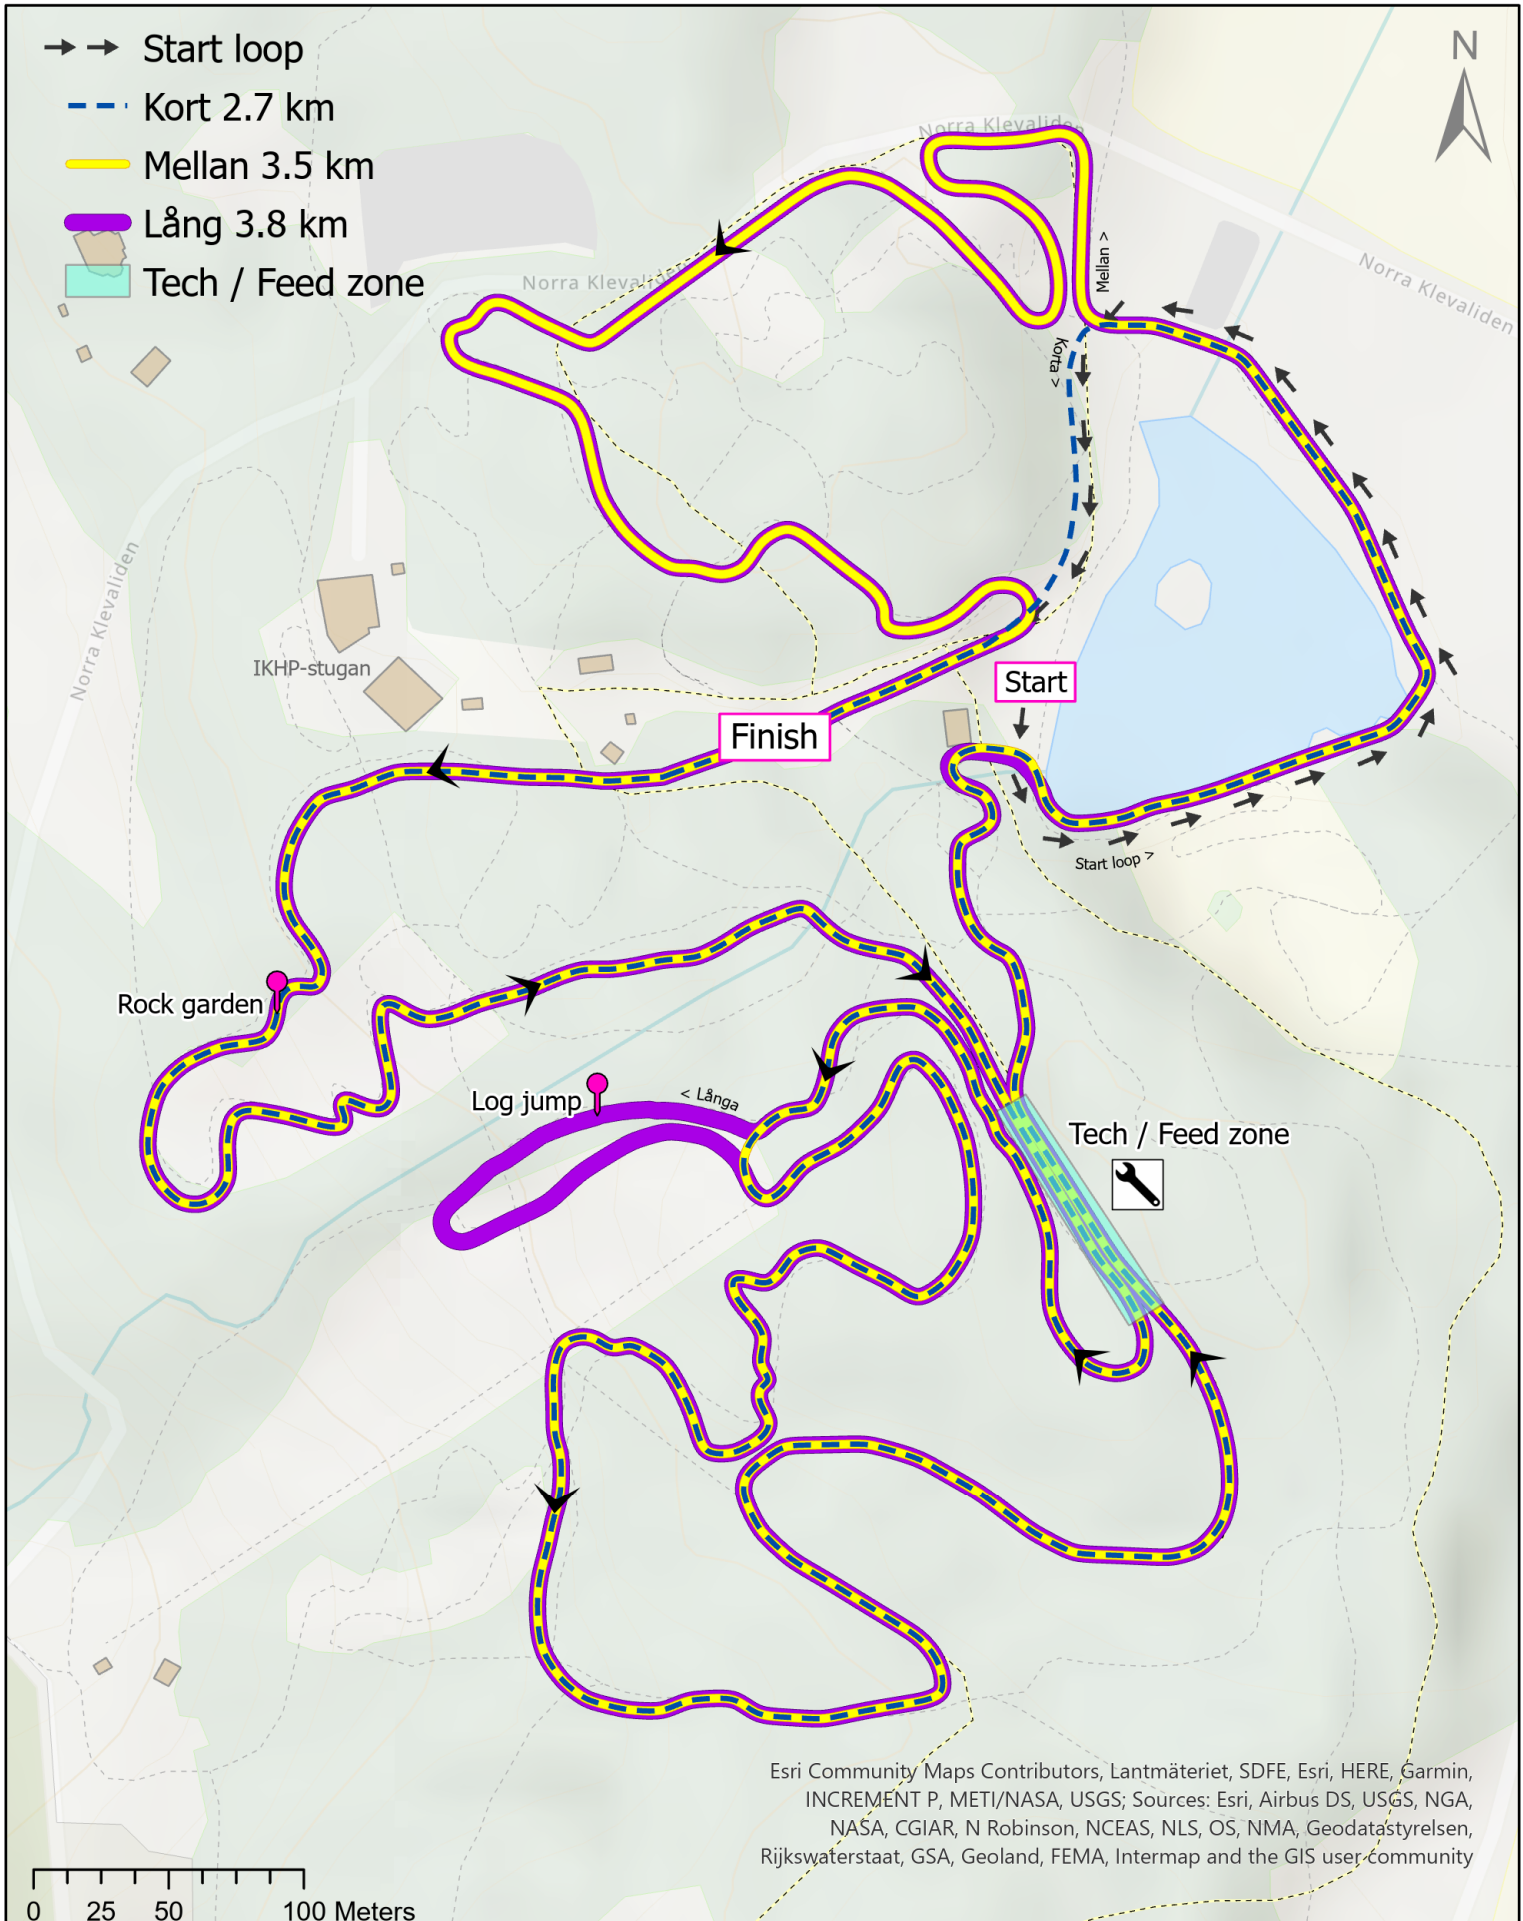 Start loop
Kort 2.7 km
Mellan 3.5 km
Lång 3.8 km
Tech / Feed zone
N
Norra Klevaliden
Norra Klevaliden
Norra Klevaliden
Mellan >
Korta >
Norra Klevaliden
IKHP-stugan
Start
Finish
Start loop >
Rock garden
Log jump
< Långa
Tech / Feed zone
Esri Community Maps Contributors, Lantmäteriet, SDFE, Esri, HERE, Garmin,
INCREMENT P, METI/NASA, USGS; Sources: Esri, Airbus DS, USGS, NGA,
NASA, CGIAR, N Robinson, NCEAS, NLS, OS, NMA, Geodatastyrelsen,
Rijkswaterstaat, GSA, Geoland, FEMA, Intermap and the GIS user community
0 25 50 100 Meters